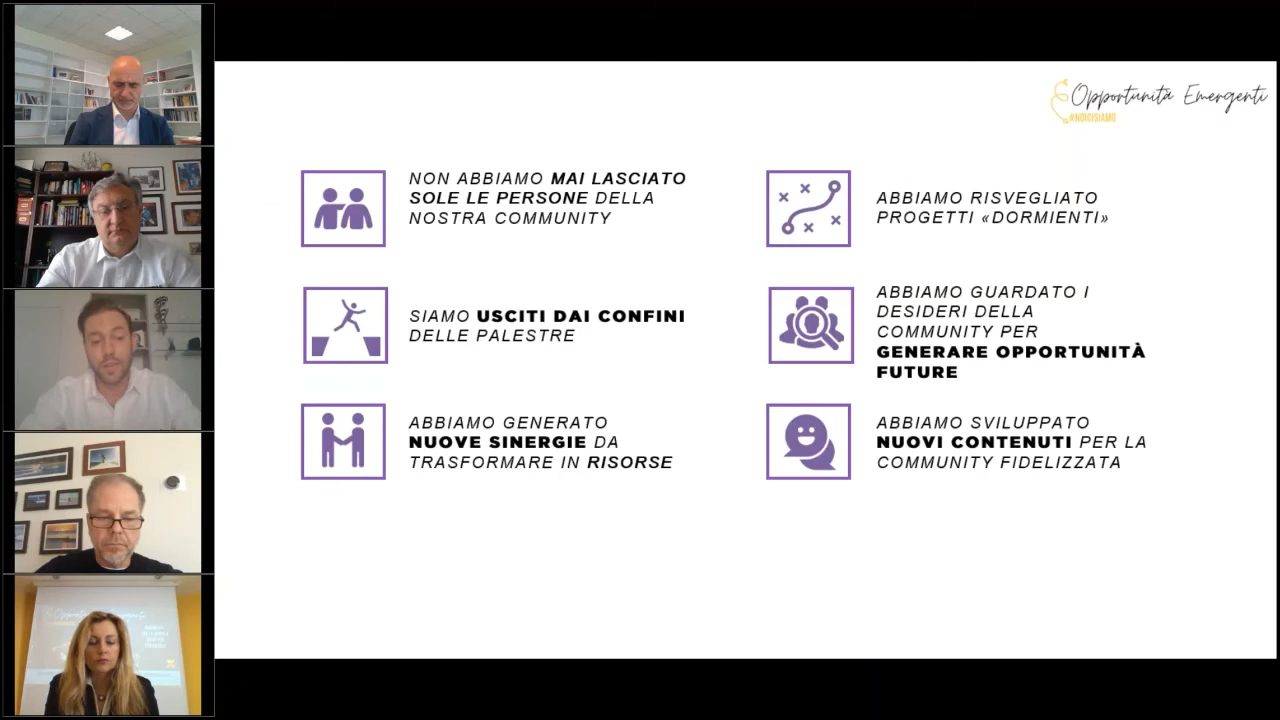 Opportunità Emergenti
#NOICISIAMO
NON ABBIAMO MAI LASCIATO
SOLE LE PERSONE DELLA
NOSTRA COMMUNITY
SIAMO USCITI DAI CONFINI
DELLE PALESTRE
ABBIAMO GENERATO
NUOVE SINERGIE DA
TRASFORMARE IN RISORSE
ABBIAMO RISVEGLIATO
PROGETTI «DORMIENTI»
ABBIAMO GUARDATO I
DESIDERI DELLA
COMMUNITY PER
GENERARE OPPORTUNITÀ
FUTURE
ABBIAMO SVILUPPATO
NUOVI CONTENUTI PER LA
COMMUNITY FIDELIZZATA